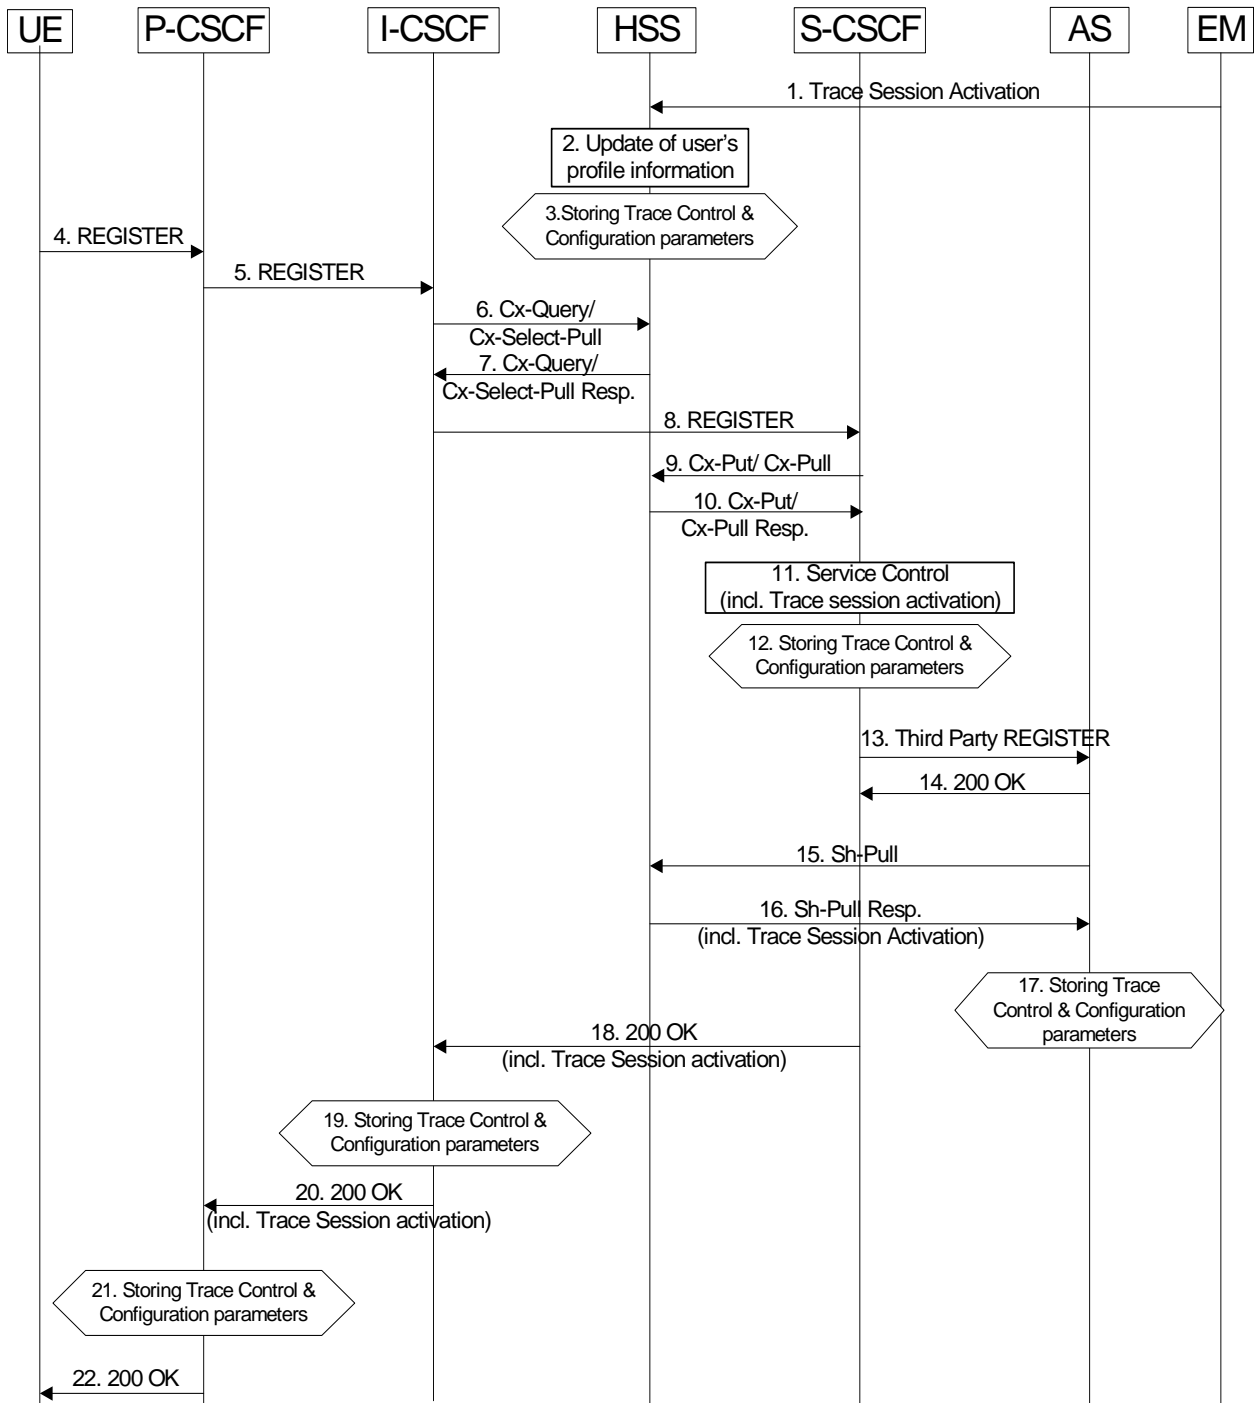 UE
P-CSCF
I-CSCF
HSS
S-CSCF
AS
EM
1. Trace Session Activation
2. Update of user’s
profile information
3.Storing Trace Control &
Configuration parameters
4. REGISTER
5. REGISTER
6. Cx-Query/
Cx-Select-Pull
7. Cx-Query/
Cx-Select-Pull Resp.
8. REGISTER
9. Cx-Put/ Cx-Pull
10. Cx-Put/
Cx-Pull Resp.
11. Service Control
(incl. Trace session activation)
12. Storing Trace Control &
Configuration parameters
13. Third Party REGISTER
14. 200 OK
15. Sh-Pull
16. Sh-Pull Resp.
(incl. Trace Session Activation)
17. Storing Trace
Control & Configuration
parameters
18. 200 OK
(incl. Trace Session activation)
19. Storing Trace Control &
Configuration parameters
20. 200 OK
(incl. Trace Session activation)
21. Storing Trace Control &
Configuration parameters
22. 200 OK